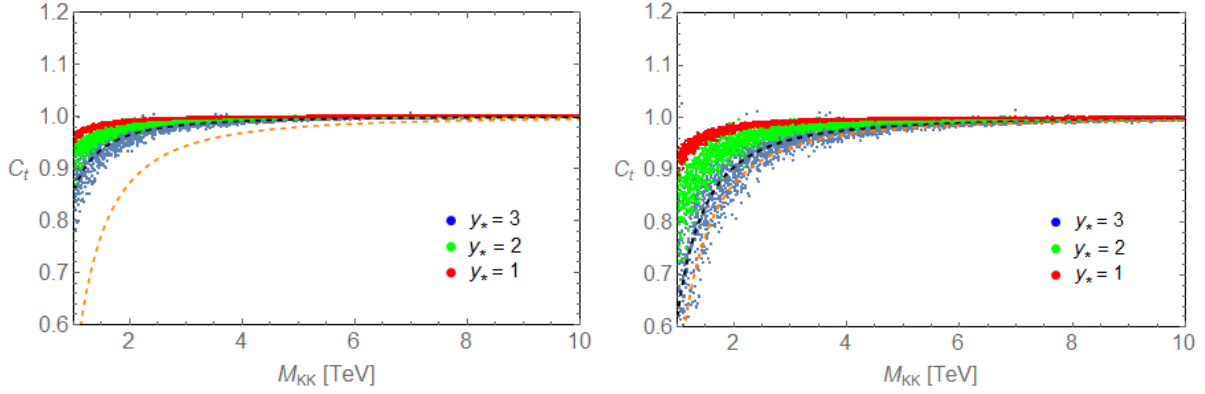 1.2
1.1
1.0
C_t 0.9
0.8
0.7
0.6
2 4 6 8 10
M_KK [TeV]
y_* = 3
y_* = 2
y_* = 1
1.2
1.1
1.0
C_t 0.9
0.8
0.7
0.6
2 4 6 8 10
M_KK [TeV]
y_* = 3
y_* = 2
y_* = 1